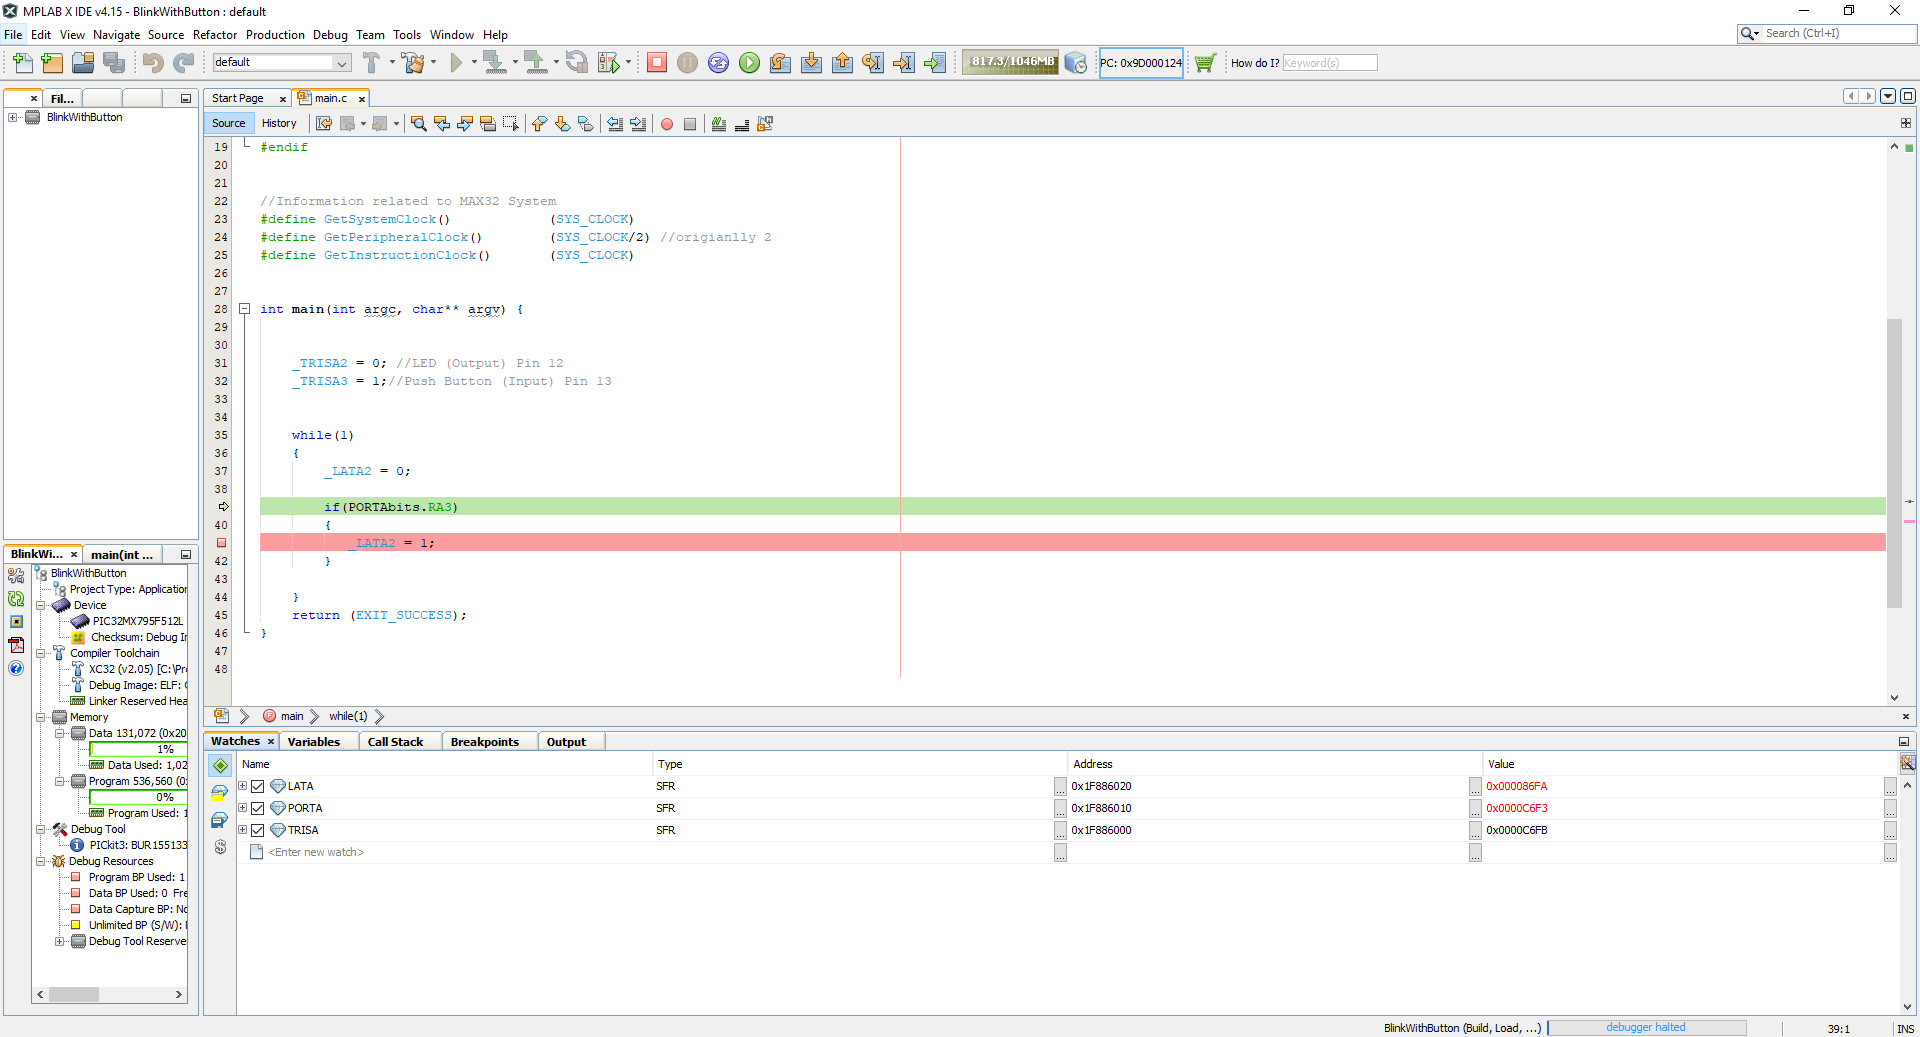 MPLAB X IDE v4.15 - BlinkWithButton : default
File Edit View Navigate Source Refactor Production Debug Team Tools Window Help
Search (Ctrl+I)
default
817.3/1046MB
PC: 0x9D000124
How do I? Keyword(s)
Fil...
Start Page
main.c
BlinkWithButton
Source History
19 #endif
20
21
22 //Information related to MAX32 System
23 #define GetSystemClock() (SYS_CLOCK)
24 #define GetPeripheralClock() (SYS_CLOCK/2) //origianlly 2
25 #define GetInstructionClock() (SYS_CLOCK)
26
27
28 int main(int argc, char** argv) {
29
30
31 _TRISA2 = 0; //LED (Output) Pin 12
32 _TRISA3 = 1;//Push Button (Input) Pin 13
33
34
35 while(1)
36 {
37 _LATA2 = 0;
38
if(PORTAbits.RA3)
40 {
_LATA2 = 1;
42 }
43
44 }
45 return (EXIT_SUCCESS);
46 }
47
48
main while(1)
BlinkWi... main(int ...
BlinkWithButton
Project Type: Application
Device
PIC32MX795F512L
Checksum: Debug Ir
Compiler Toolchain
XC32 (v2.05) [C:\Pr
Debug Image: ELF: 
Linker Reserved Hea
Memory
Data 131,072 (0x20
1%
Data Used: 1,02
Program 536,560 (0
0%
Program Used: 1
Debug Tool
PICkit3: BUR155133
Debug Resources
Program BP Used: 1
Data BP Used: 0 Fre
Data Capture BP: No
Unlimited BP (S/W):
Debug Tool Reserve
Watches Variables Call Stack Breakpoints Output
Name Type Address Value
LATA SFR 0x1F886020 0x000086FA
PORTA SFR 0x1F886010 0x0000C6F3
TRISA SFR 0x1F886000 0x0000C6FB
<Enter new watch>
BlinkWithButton (Build, Load, ...) debugger halted 39:1 INS